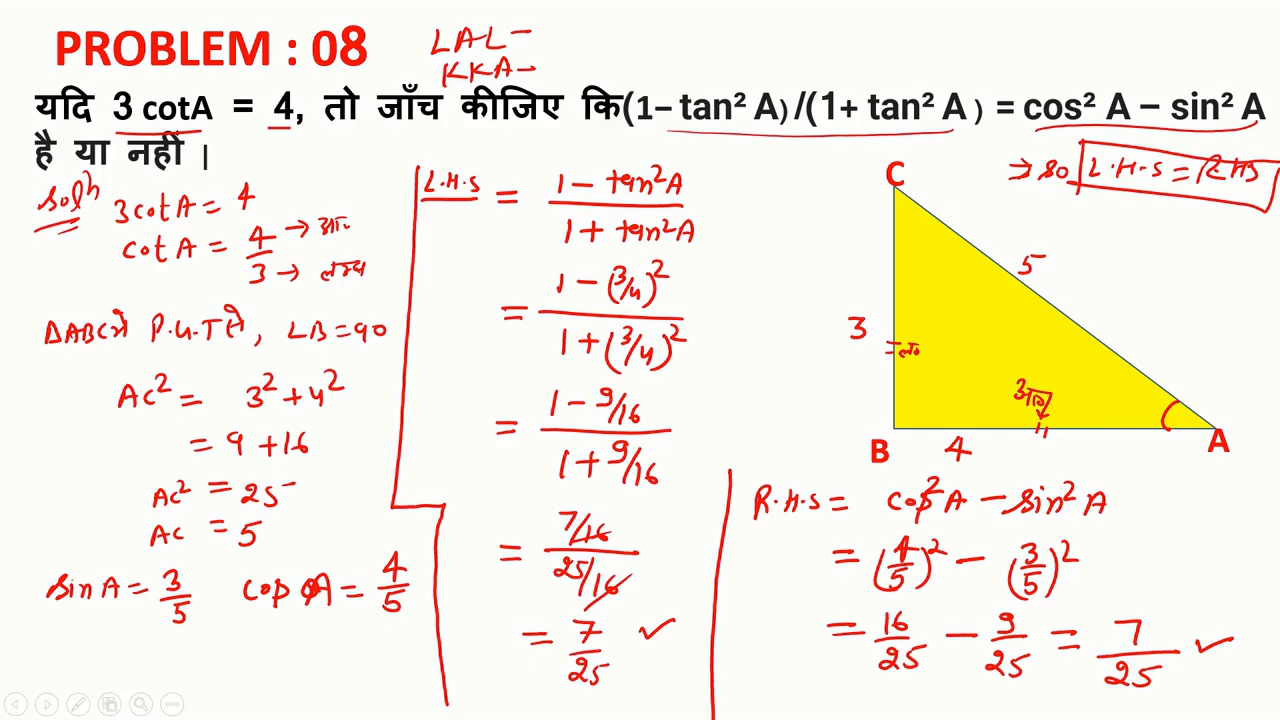 PROBLEM : 08
LAL-
KKA-
यदि 3 cotA = 4, तो जाँच कीजिए कि(1– tan² A) /(1+ tan² A ) = cos² A – sin² A
है या नहीं |
→ so L.H.S = RHS
Solⁿ
3cotA = 4
cotA = 4/3
→ आ.
→ लम्ब
ΔABC में P.G.T से, ∠B = 90
AC² = 3² + 4²
= 9 + 16
AC² = 25
AC = 5
sinA = 3/5 cosA = 4/5
L.H.S = (1 – tan²A)/(1 + tan²A)
= (1 – (3/4)²)/(1 + (3/4)²)
= (1 – 9/16)/(1 + 9/16)
= (7/16)/(25/16)
= 7/25 ✓
C
5
3
= लम्ब
B
4
A
R.H.S = cos²A – sin²A
= (4/5)² – (3/5)²
= 16/25 – 9/25 = 7/25 ✓